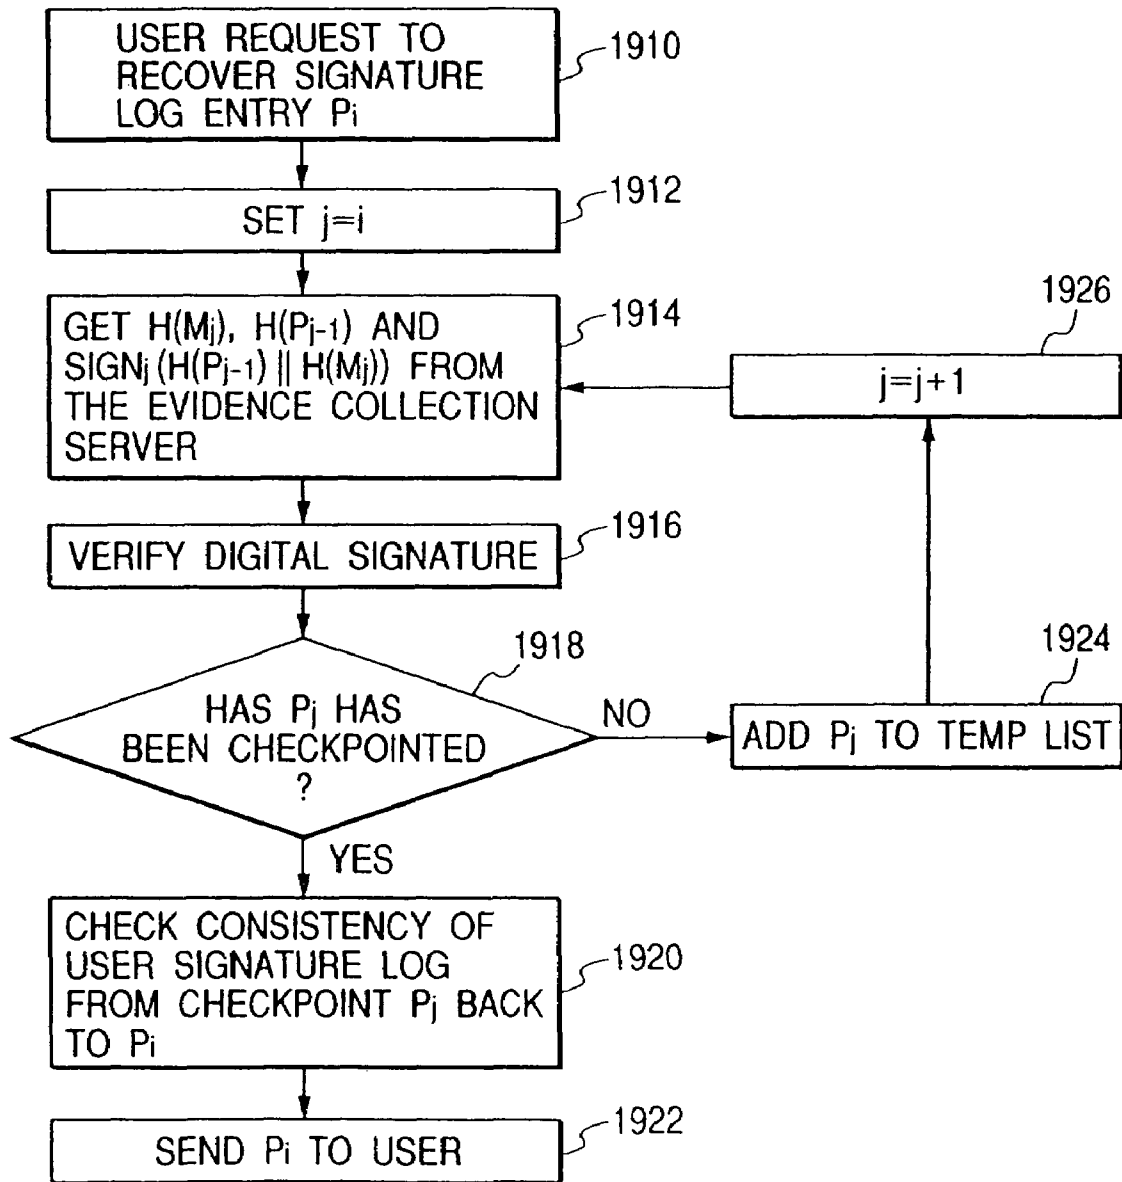 USER REQUEST TO
RECOVER SIGNATURE
LOG ENTRY Pi
1910
SET j=i
1912
GET H(Mj), H(Pj-1) AND
SIGNj (H(Pj-1) || H(Mj)) FROM
THE EVIDENCE COLLECTION
SERVER
1914
VERIFY DIGITAL SIGNATURE
1916
HAS Pj HAS
BEEN CHECKPOINTED
?
1918
NO
ADD Pj TO TEMP LIST
1924
j=j+1
1926
YES
CHECK CONSISTENCY OF
USER SIGNATURE LOG
FROM CHECKPOINT Pj BACK
TO Pi
1920
SEND Pi TO USER
1922